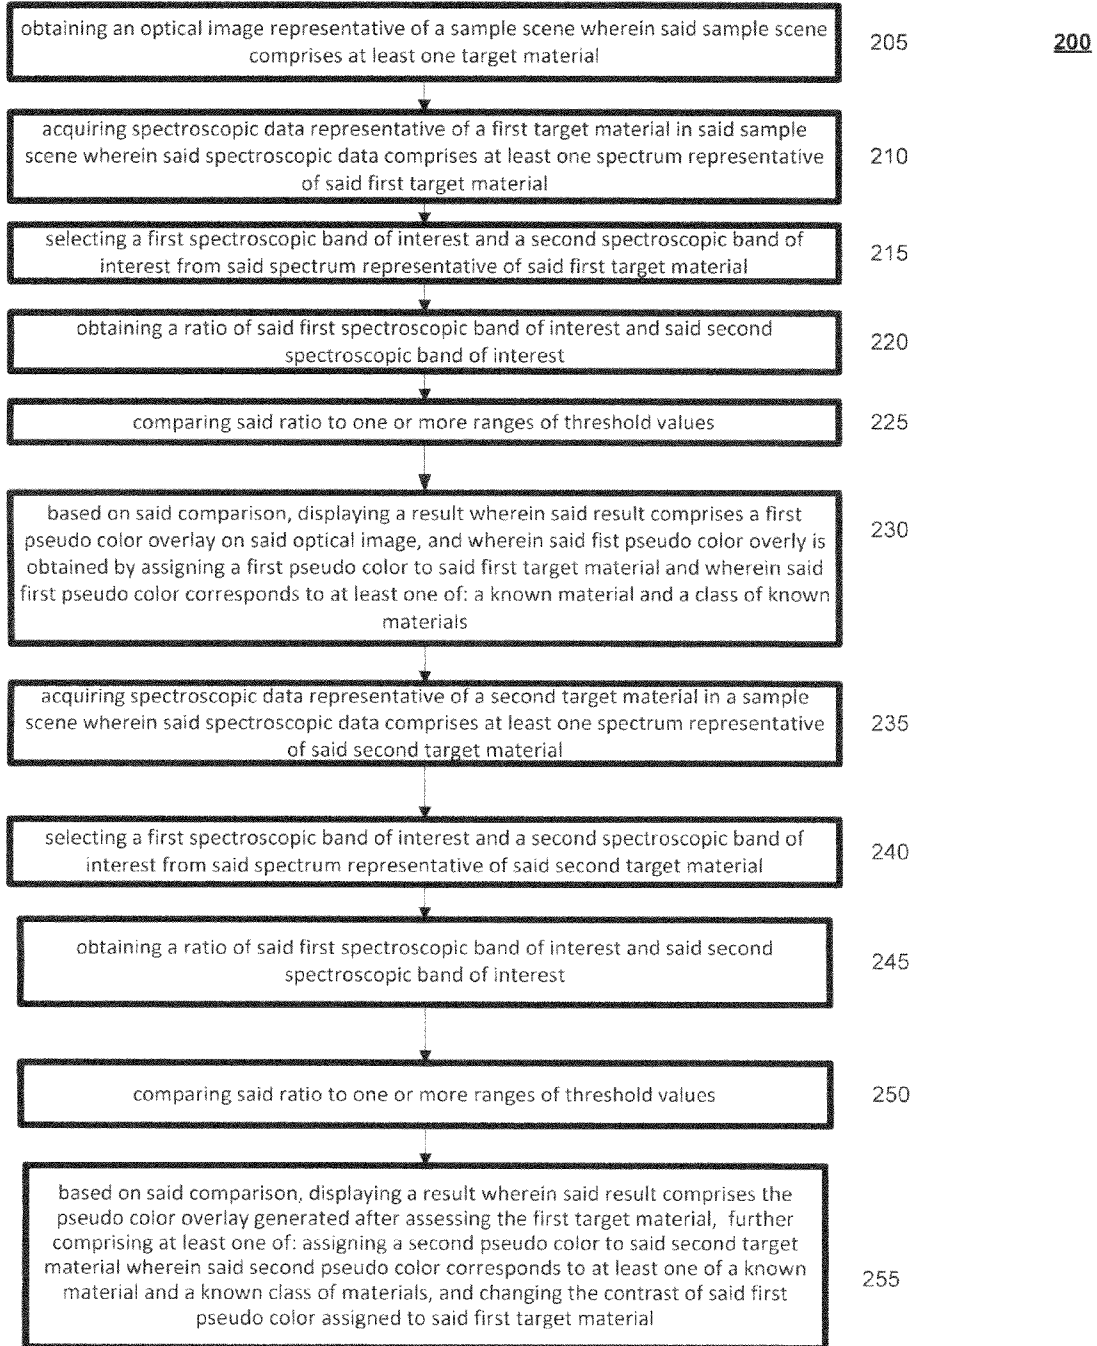 obtaining an optical image representative of a sample scene wherein said sample scene
comprises at least one target material
205
200
acquiring spectroscopic data representative of a first target material in said sample
scene wherein said spectroscopic data comprises at least one spectrum representative
of said first target material
210
selecting a first spectroscopic band of interest and a second spectroscopic band of
interest from said spectrum representative of said first target material
215
obtaining a ratio of said first spectroscopic band of interest and said second
spectroscopic band of interest
220
comparing said ratio to one or more ranges of threshold values
225
based on said comparison, displaying a result wherein said result comprises a first
pseudo color overlay on said optical image, and wherein said fist pseudo color overly is
obtained by assigning a first pseudo color to said first target material and wherein said
first pseudo color corresponds to at least one of: a known material and a class of known
materials
230
acquiring spectroscopic data representative of a second target material in a sample
scene wherein said spectroscopic data comprises at least one spectrum representative
of said second target material
235
selecting a first spectroscopic band of interest and a second spectroscopic band of
interest from said spectrum representative of said second target material
240
obtaining a ratio of said first spectroscopic band of interest and said second
spectroscopic band of interest
245
comparing said ratio to one or more ranges of threshold values
250
based on said comparison, displaying a result wherein said result comprises the
pseudo color overlay generated after assessing the first target material, further
comprising at least one of: assigning a second pseudo color to said second target
material wherein said second pseudo color corresponds to at least one of a known
material and a known class of materials, and changing the contrast of said first
pseudo color assigned to said first target material
255